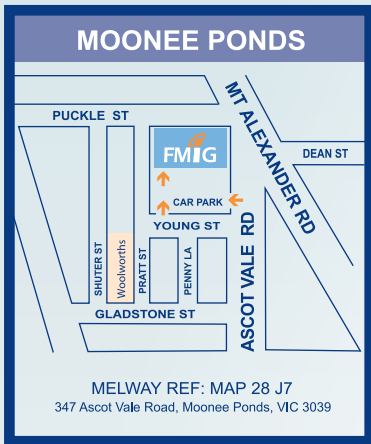 MOONEE PONDS
PUCKLE ST
MT ALEXANDER RD
DEAN ST
FMIG
CAR PARK
YOUNG ST
SHUTER ST
Woolworths
PRATT ST
PENNY LA
ASCOT VALE RD
GLADSTONE ST
MELWAY REF: MAP 28 J7
347 Ascot Vale Road, Moonee Ponds, VIC 3039